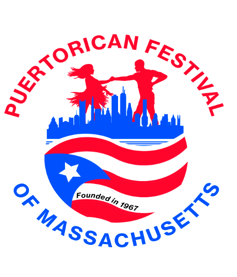 PUERTORICAN FESTIVAL
Founded in 1967
OF MASSACHUSETTS